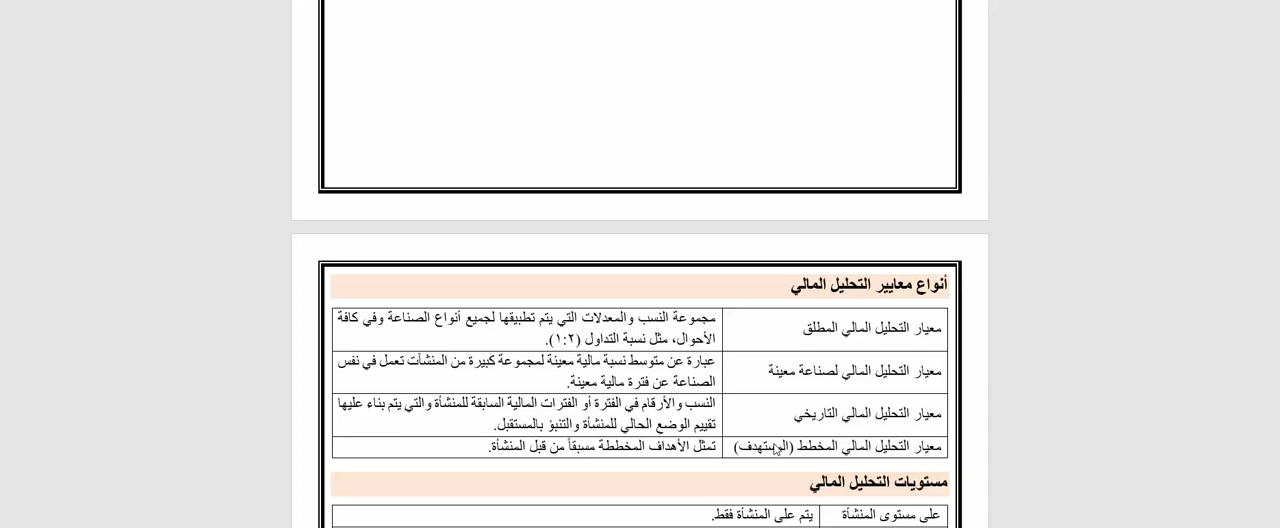 أنواع معايير التحليل المالي
معيار التحليل المالي المطلق
مجموعة النسب والمعدلات التي يتم تطبيقها لجميع أنواع الصناعة وفي كافة
الأحوال، مثل نسبة التداول (١:٢).
معيار التحليل المالي لصناعة معينة
عبارة عن متوسط نسبة مالية معينة لمجموعة كبيرة من المنشآت تعمل في نفس
الصناعة عن فترة مالية معينة.
معيار التحليل المالي التاريخي
النسب والأرقام في الفترة أو الفترات المالية السابقة للمنشأة والتي يتم بناء عليها
تقييم الوضع الحالي للمنشأة والتنبؤ بالمستقبل.
معيار التحليل المالي المخطط (المستهدف)
تمثل الأهداف المخططة مسبقاً من قبل المنشأة.
مستويات التحليل المالي
على مستوى المنشأة
يتم على المنشأة فقط.